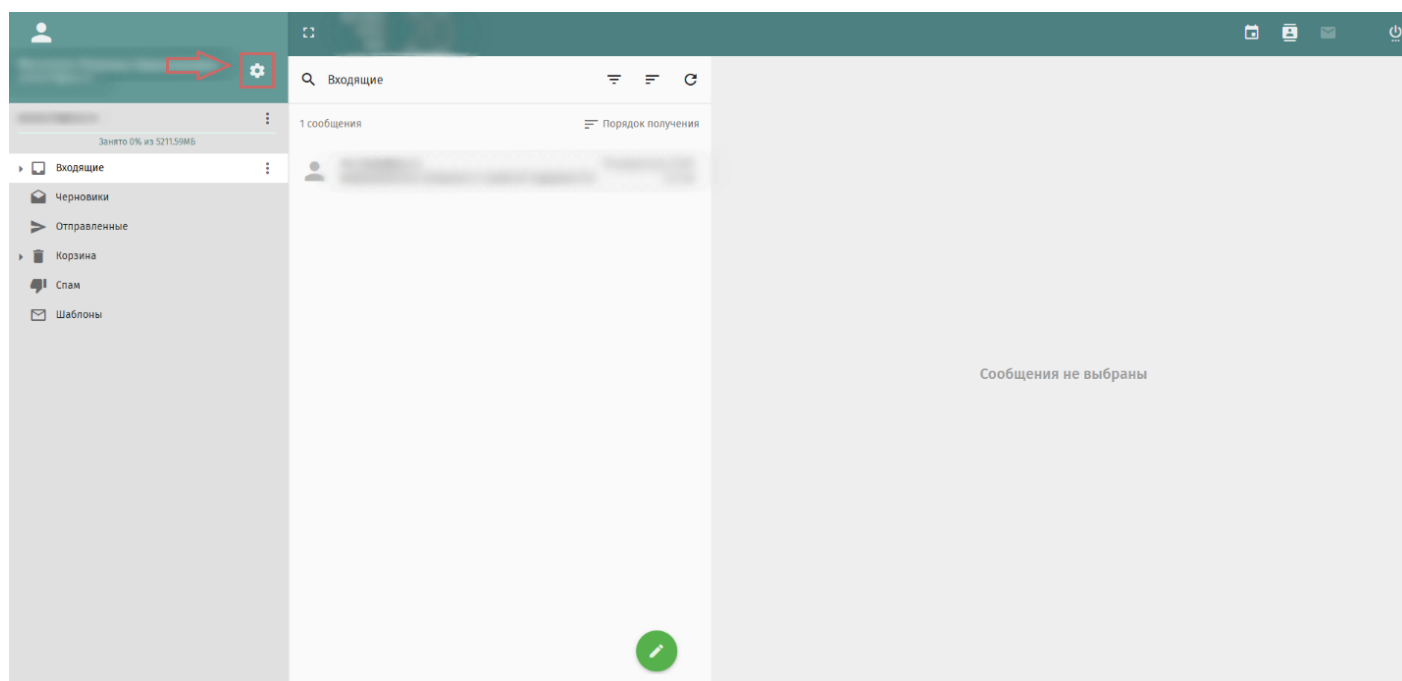 Входящие
1 сообщения
Порядок получения
Занято 0% из 5211.59МБ
Входящие
Черновики
Отправленные
Корзина
Спам
Шаблоны
Сообщения не выбраны